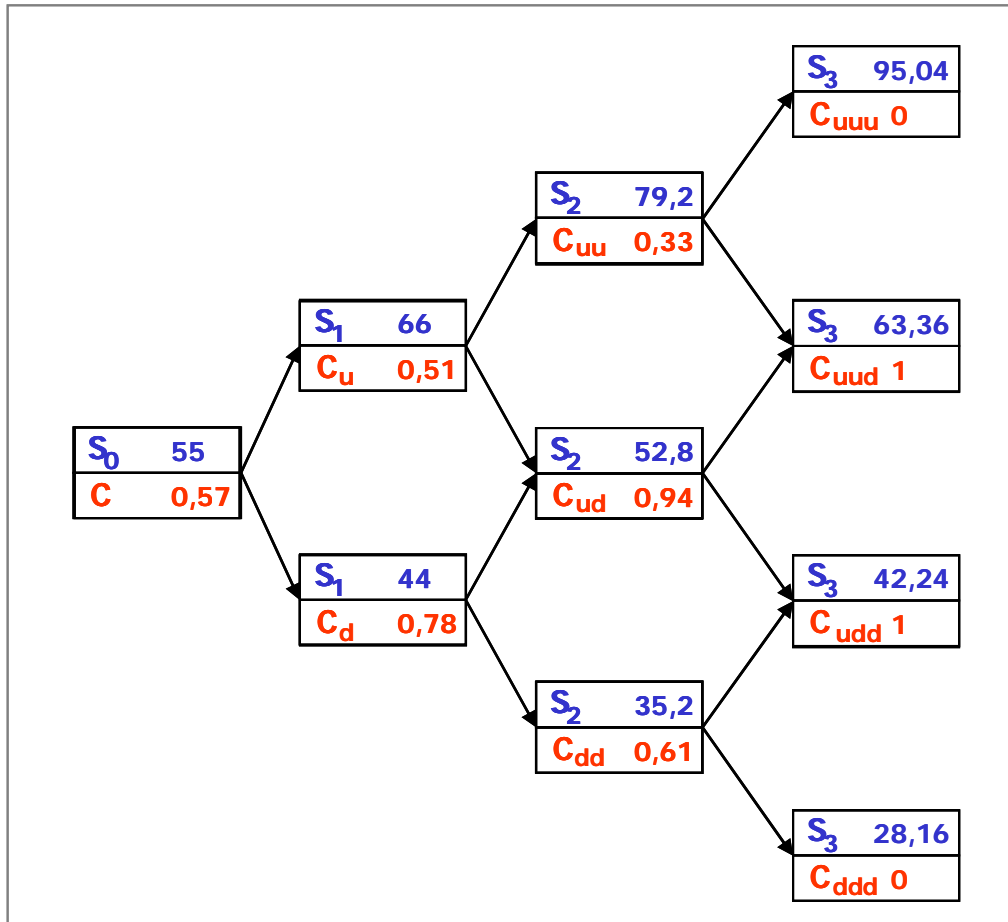 S3 95,04
Cuuu 0
S2 79,2
Cuu 0,33
S1 66
Cu 0,51
S3 63,36
Cuud 1
S0 55
C 0,57
S2 52,8
Cud 0,94
S1 44
Cd 0,78
S3 42,24
Cudd 1
S2 35,2
Cdd 0,61
S3 28,16
Cddd 0